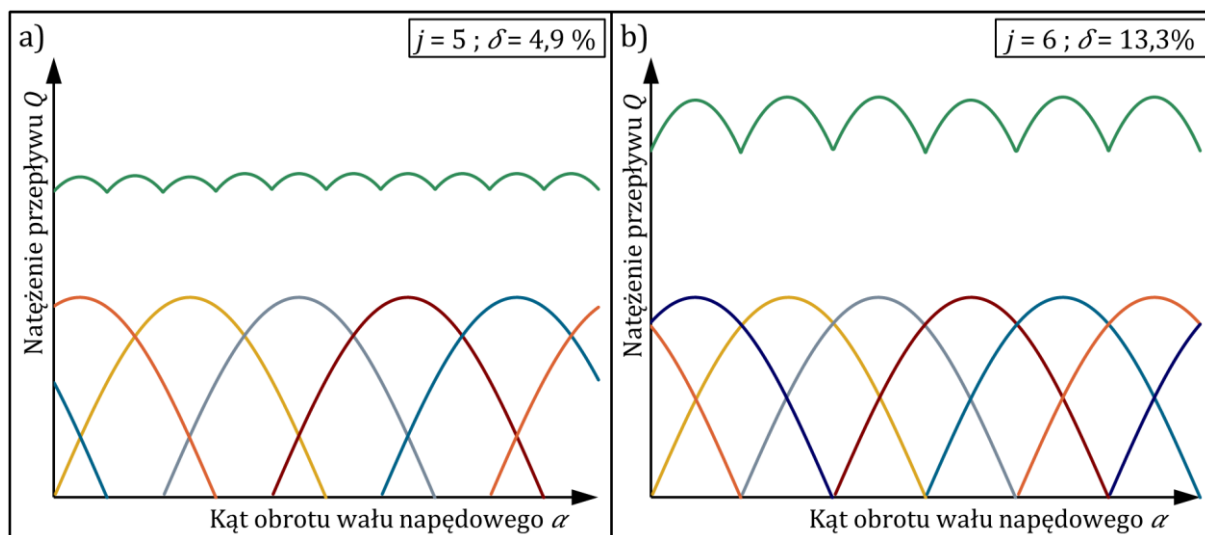 a)
j = 5 ; δ = 4,9 %
Natężenie przepływu Q
Kąt obrotu wału napędowego α
b)
j = 6 ; δ = 13,3%
Natężenie przepływu Q
Kąt obrotu wału napędowego α